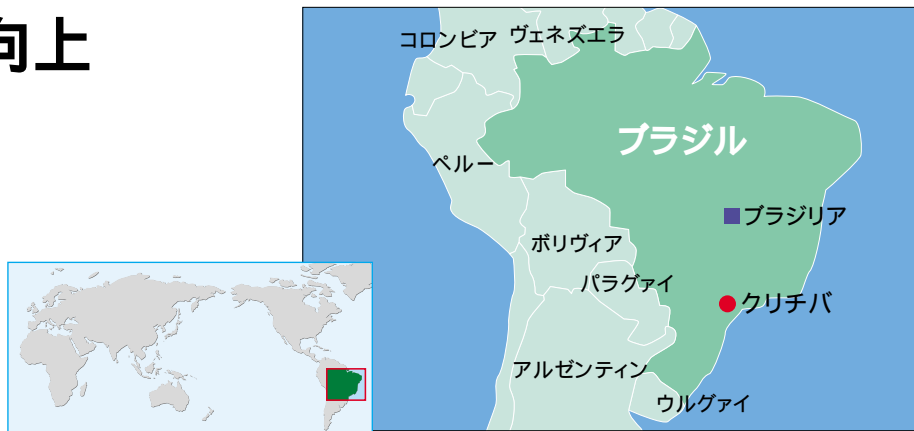 向上
コロンビア
ヴェネズエラ
ブラジル
ペルー
ブラジリア
ボリヴィア
パラグァイ
クリチバ
アルゼンティン
ウルグァイ